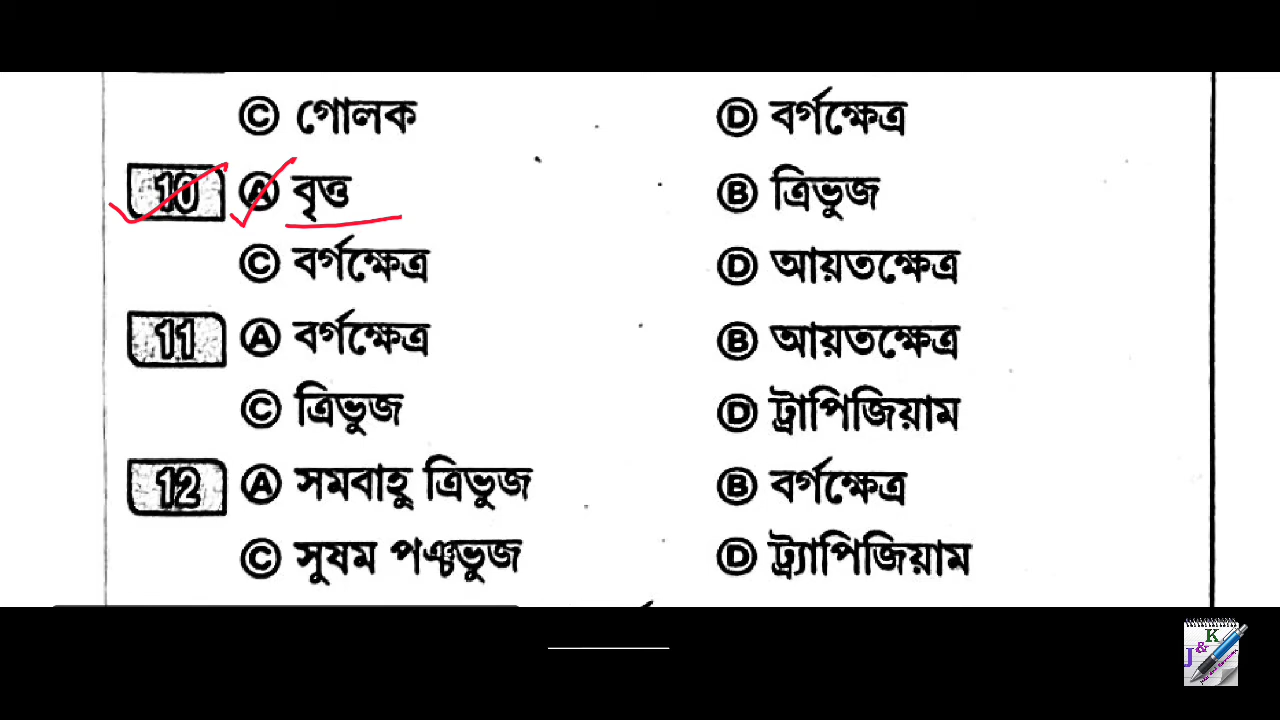 C গোলক D বর্গক্ষেত্র
10 A বৃত্ত B ত্রিভুজ
C বর্গক্ষেত্র D আয়তক্ষেত্র
11 A বর্গক্ষেত্র B আয়তক্ষেত্র
C ত্রিভুজ D ট্রাপিজিয়াম
12 A সমবাহু ত্রিভুজ B বর্গক্ষেত্র
C সুষম পঞ্চভুজ D ট্র্যাপিজিয়াম
J & K